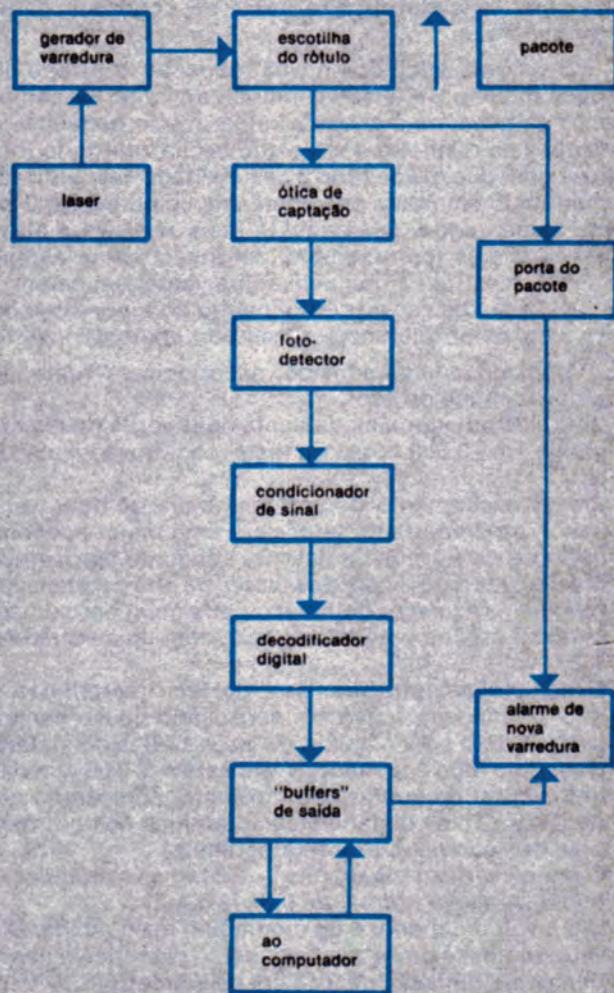 gerador de
varredura
escotilha
do rótulo
pacote
laser
ótica de
captação
porta do
pacote
foto-
detector
condicionador
de sinal
decodificador
digital
alarme de
nova
varredura
"buffers"
de saída
ao
computador